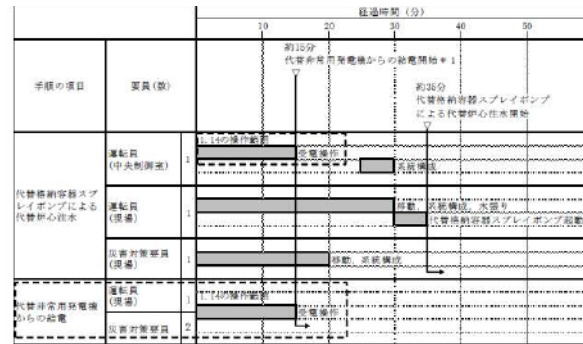 経過時間（分）
10 20 30 40 50
手順の項目
要員(数)
約15分
代替非常用発電機からの給電開始＊1
約35分
代替格納容器スプレイポンプ
による代替炉心注水開始
代替格納容器スプ
レイポンプによる
代替炉心注水
運転員
(中央制御室)
1
1.14の操作範囲
受電操作
系統構成
運転員
(現場)
1
移動、系統構成、水張り
代替格納容器スプレイポンプ起動
災害対策要員
(現場)
1
移動、系統構成
代替非常用発電機
からの給電
運転員
(現場)
1
1.14の操作範囲
受電操作
災害対策要員
2